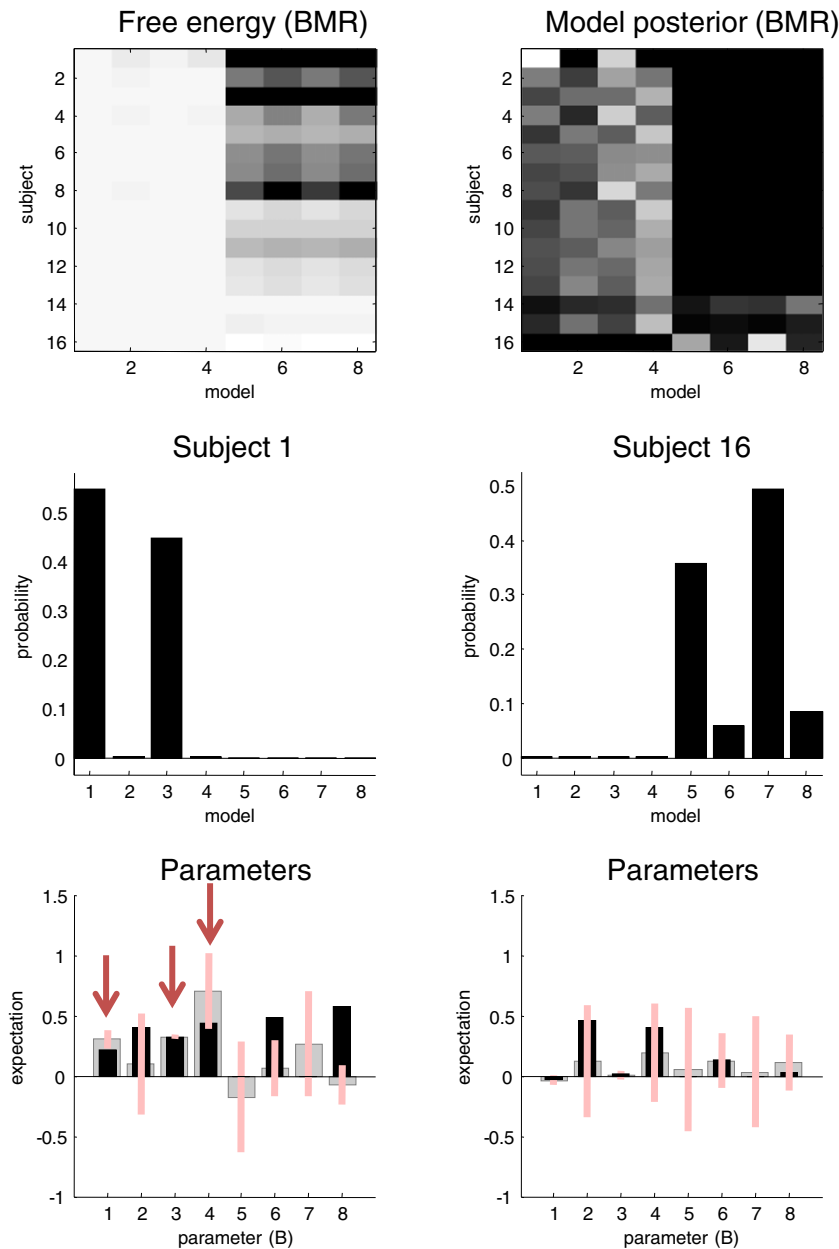 Free energy (BMR)
Model posterior (BMR)
subject
2
4
6
8
10
12
14
16
2 4 6 8
model
subject
2
4
6
8
10
12
14
16
2 4 6 8
model
Subject 1
probability
0.5
0.4
0.3
0.2
0.1
0
1 2 3 4 5 6 7 8
model
Subject 16
probability
0.5
0.4
0.3
0.2
0.1
0
1 2 3 4 5 6 7 8
model
Parameters
expectation
1.5
1
0.5
0
-0.5
-1
1 2 3 4 5 6 7 8
parameter (B)
Parameters
expectation
1.5
1
0.5
0
-0.5
-1
1 2 3 4 5 6 7 8
parameter (B)